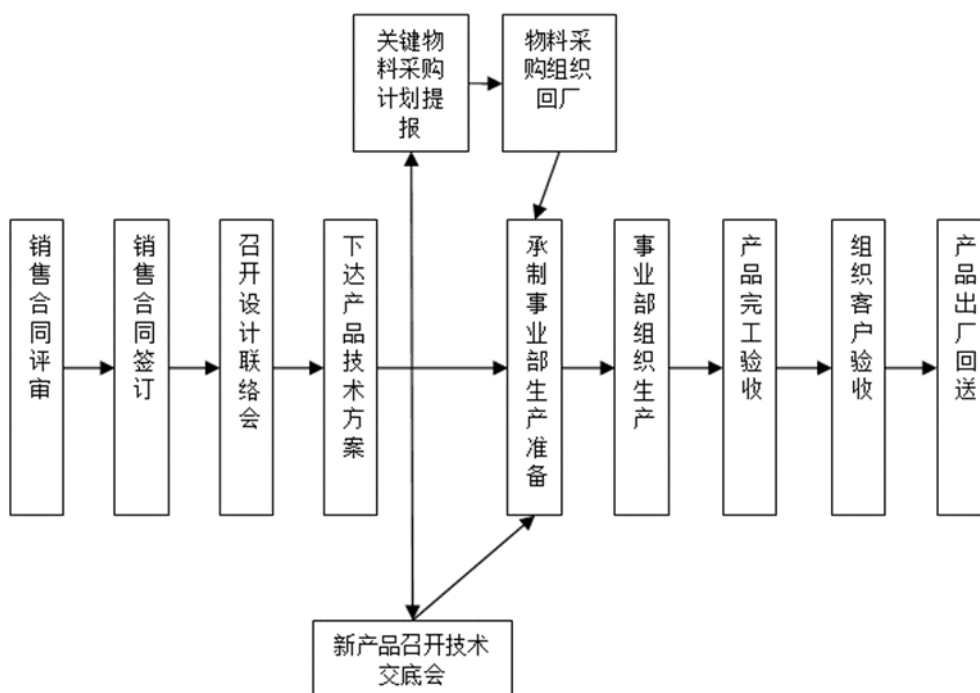 关键物
料采购
计划提
报
物料采
购组织
回厂
销售合同评审
销售合同签订
召开设计联络会
下达产品技术方案
承制事业部生产准备
事业部组织生产
产品完工验收
组织客户验收
产品出厂回送
新产品召开技术
交底会